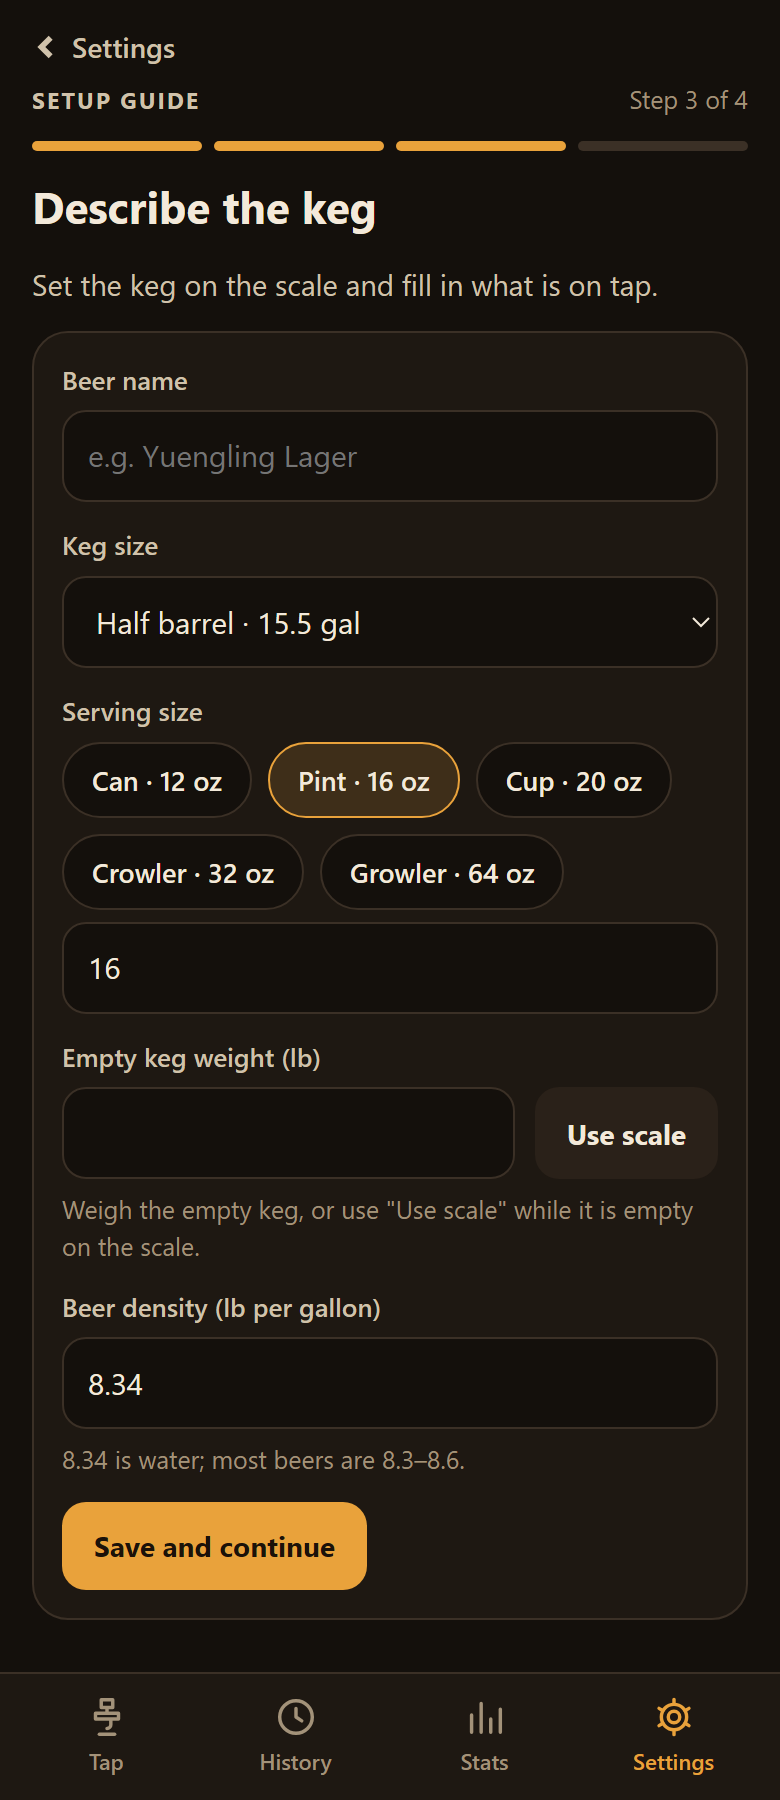 Settings
SETUP GUIDE
Step 3 of 4
Describe the keg
Set the keg on the scale and fill in what is on tap.
Beer name
e.g. Yuengling Lager
Keg size
Half barrel · 15.5 gal
Serving size
Can · 12 oz
Pint · 16 oz
Cup · 20 oz
Crowler · 32 oz
Growler · 64 oz
16
Empty keg weight (lb)
Use scale
Weigh the empty keg, or use "Use scale" while it is empty
on the scale.
Beer density (lb per gallon)
8.34
8.34 is water; most beers are 8.3–8.6.
Save and continue
Tap
History
Stats
Settings